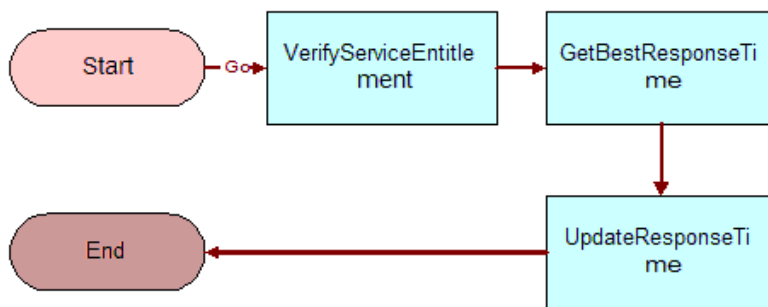 Start
Go
VerifyServiceEntitle
ment
GetBestResponseTi
me
UpdateResponseTi
me
End